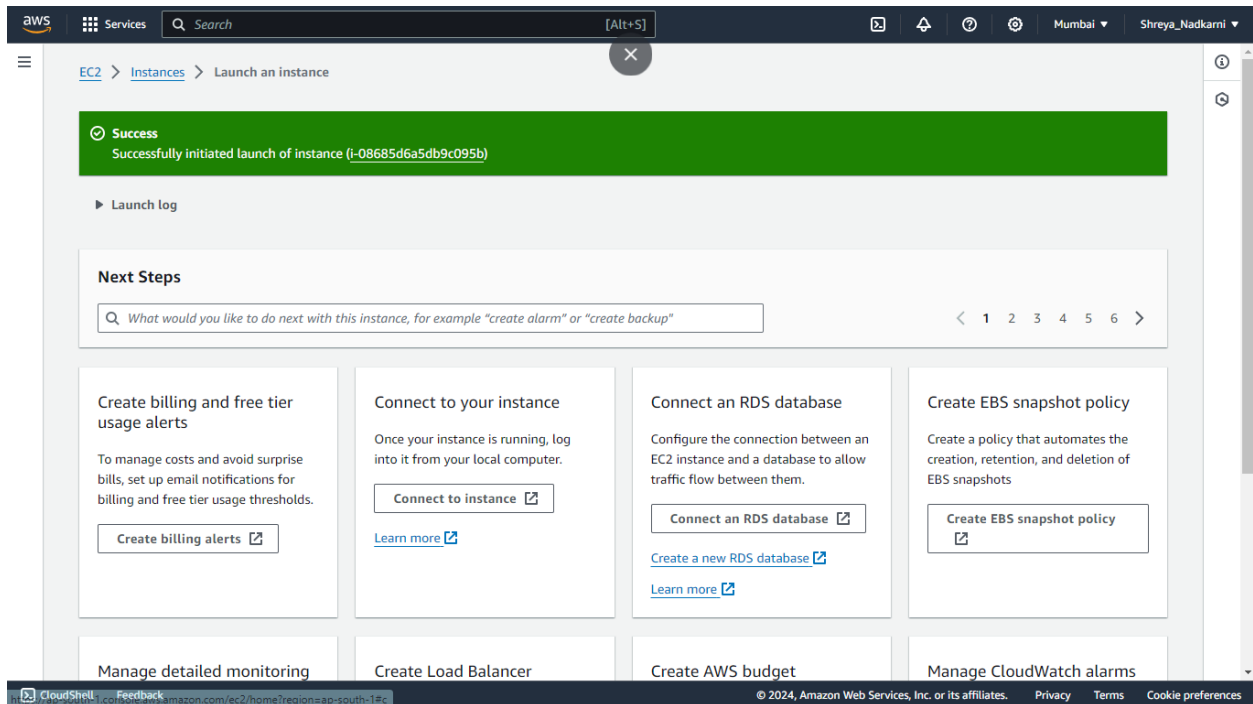 aws
Services
Search
[Alt+S]
Mumbai
Shreya_Nadkarni
EC2 > Instances > Launch an instance
Success
Successfully initiated launch of instance (i-08685d6a5db9c095b)
Launch log
Next Steps
What would you like to do next with this instance, for example “create alarm” or “create backup”
1 2 3 4 5 6
Create billing and free tier
usage alerts
To manage costs and avoid surprise
bills, set up email notifications for
billing and free tier usage thresholds.
Create billing alerts
Connect to your instance
Once your instance is running, log
into it from your local computer.
Connect to instance
Learn more
Connect an RDS database
Configure the connection between an
EC2 instance and a database to allow
traffic flow between them.
Connect an RDS database
Create a new RDS database
Learn more
Create EBS snapshot policy
Create a policy that automates the
creation, retention, and deletion of
EBS snapshots
Create EBS snapshot policy
Manage detailed monitoring
Create Load Balancer
Create AWS budget
Manage CloudWatch alarms
CloudShell
Feedback
© 2024, Amazon Web Services, Inc. or its affiliates.
Privacy
Terms
Cookie preferences